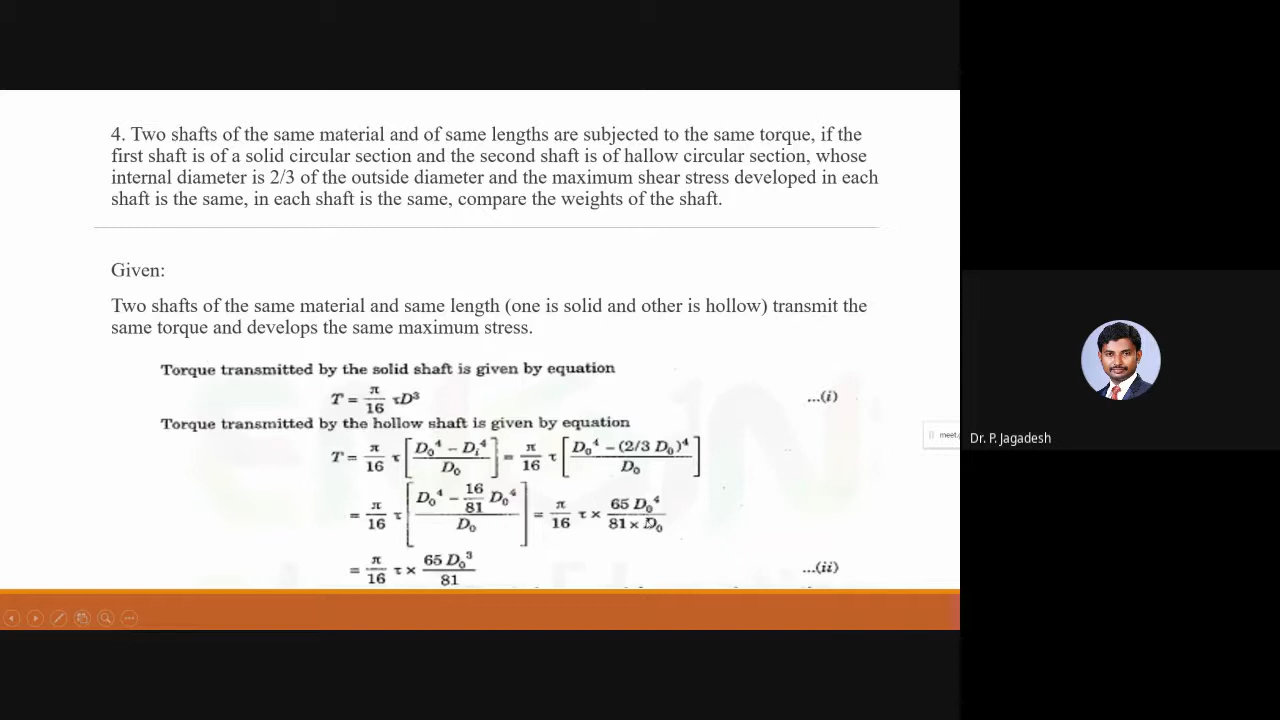 4. Two shafts of the same material and of same lengths are subjected to the same torque, if the
first shaft is of a solid circular section and the second shaft is of hallow circular section, whose
internal diameter is 2/3 of the outside diameter and the maximum shear stress developed in each
shaft is the same, in each shaft is the same, compare the weights of the shaft.
Given:
Two shafts of the same material and same length (one is solid and other is hollow) transmit the
same torque and develops the same maximum stress.
Torque transmitted by the solid shaft is given by equation
T = π/16 τD³ ...(i)
Torque transmitted by the hollow shaft is given by equation
T = π/16 τ [(D₀⁴ – Dᵢ⁴)/D₀] = π/16 τ [(D₀⁴ – (2/3 D₀)⁴)/D₀]
= π/16 τ [(D₀⁴ – 16/81 D₀⁴)/D₀] = π/16 τ × 65 D₀⁴/(81 × D₀)
= π/16 τ × 65 D₀³/81 ...(ii)
meet.
Dr. P. Jagadesh